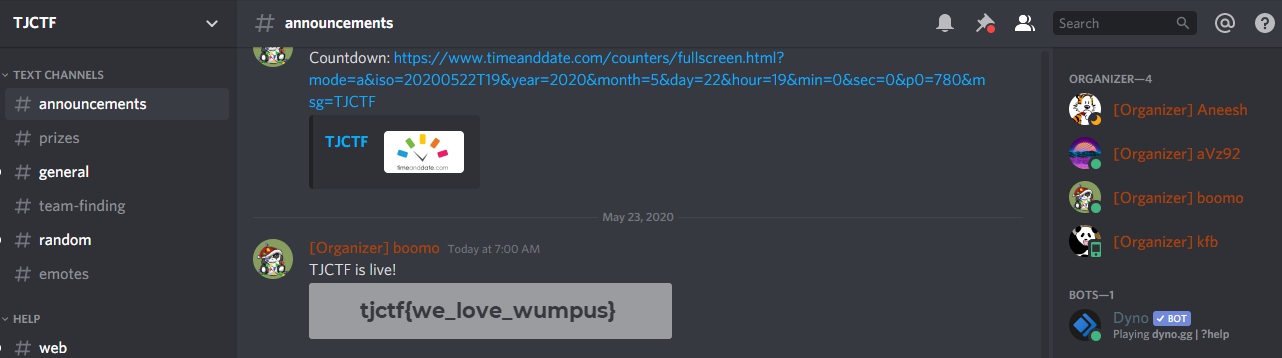 TJCTF
# announcements
Search
TEXT CHANNELS
# announcements
# prizes
# general
# team-finding
# random
# emotes
HELP
# web
Countdown: https://www.timeanddate.com/counters/fullscreen.html?
mode=a&iso=20200522T19&year=2020&month=5&day=22&hour=19&min=0&sec=0&p0=780&m
sg=TJCTF
TJCTF
timeanddate.com
May 23, 2020
[Organizer] boomo Today at 7:00 AM
TJCTF is live!
tjctf{we_love_wumpus}
ORGANIZER—4
[Organizer] Aneesh
[Organizer] aVz92
[Organizer] boomo
[Organizer] kfb
BOTS—1
Dyno BOT
Playing dyno.gg | ?help